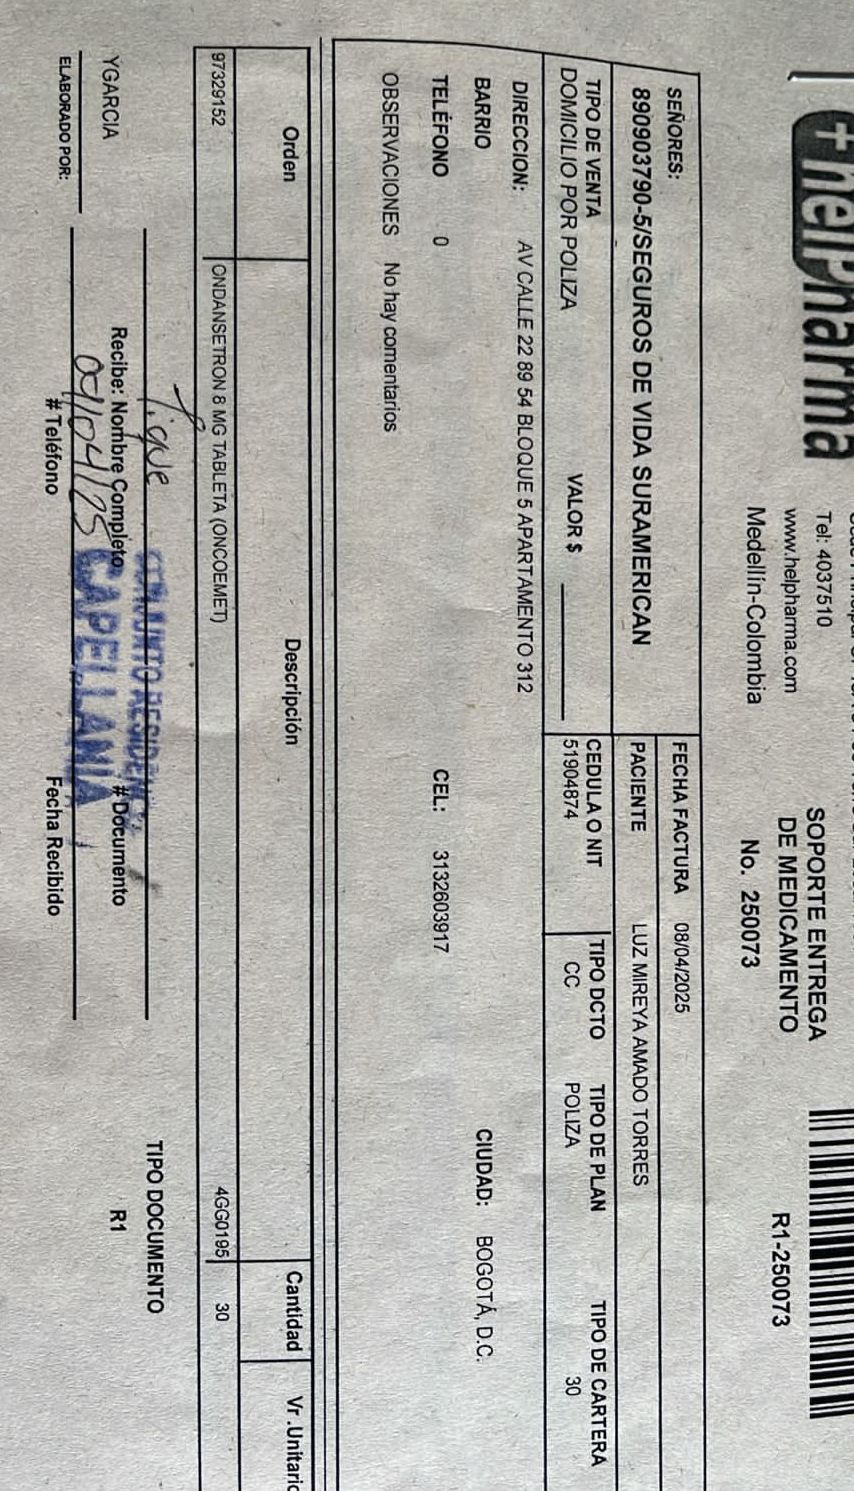 + helPharma
Tel: 4037510
www.helpharma.com
Medellín-Colombia
SOPORTE ENTREGA
DE MEDICAMENTO
No. 250073
R1-250073
SEÑORES:
890903790-5/SEGUROS DE VIDA SURAMERICAN
FECHA FACTURA 08/04/2025
PACIENTE LUZ MIREYA AMADO TORRES
TIPO DE VENTA VALOR $ CEDULA O NIT TIPO DCTO TIPO DE PLAN TIPO DE CARTERA
DOMICILIO POR POLIZA 51904874 CC POLIZA 30
DIRECCION: AV CALLE 22 89 54 BLOQUE 5 APARTAMENTO 312
BARRIO CIUDAD: BOGOTÁ, D.C.
TELÉFONO 0 CEL: 3132603917
OBSERVACIONES No hay comentarios
Orden Descripción Cantidad Vr .Unitario
97329152 ONDANSETRON 8 MG TABLETA (ONCOEMET) 4GG0195 30
TIPO DOCUMENTO
CONJUNTO RESIDENC
YGARCIA Recibe: Nombre Completo # Documento R1
04/04/25 CAPELLANIA
ELABORADO POR: # Teléfono Fecha Recibido